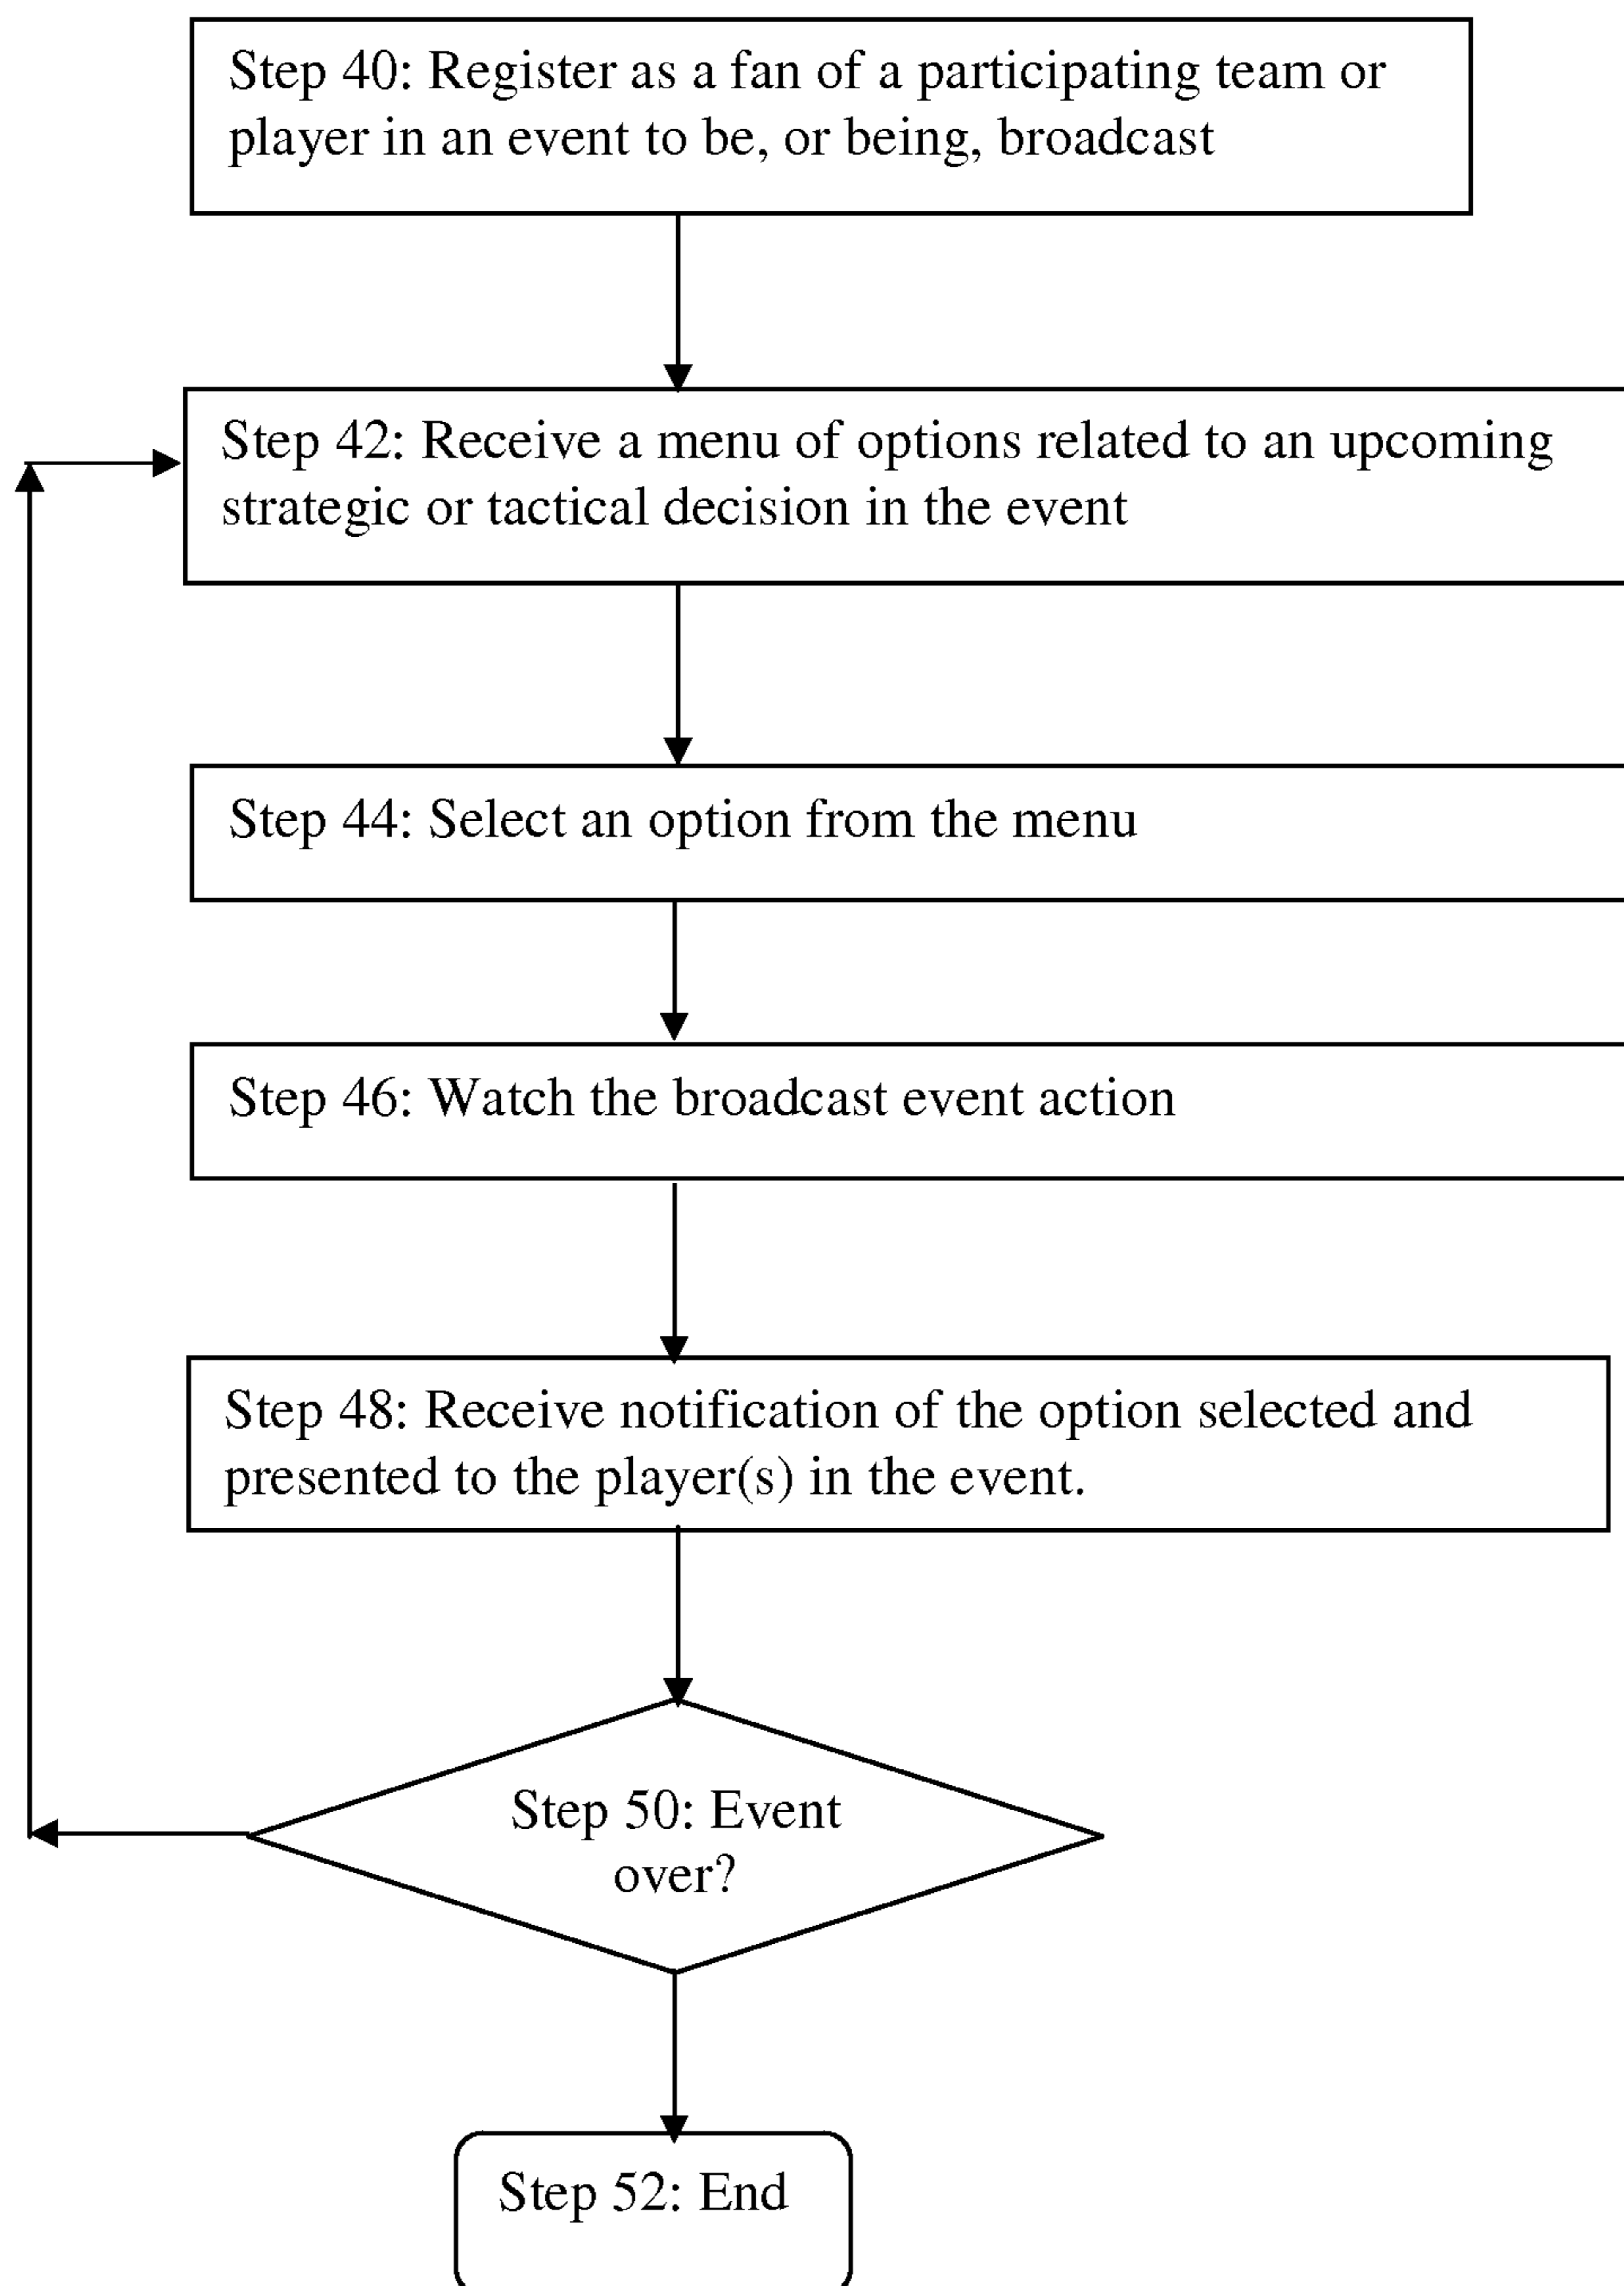 Step 40: Register as a fan of a participating team or
player in an event to be, or being, broadcast
Step 42: Receive a menu of options related to an upcoming
strategic or tactical decision in the event
Step 44: Select an option from the menu
Step 46: Watch the broadcast event action
Step 48: Receive notification of the option selected and
presented to the player(s) in the event.
Step 50: Event
over?
Step 52: End